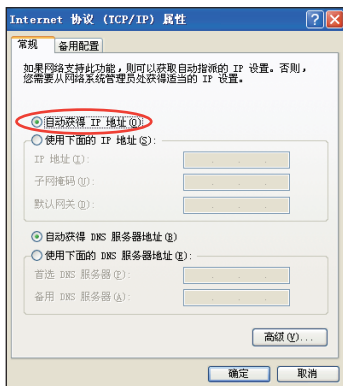 Internet 协议 (TCP/IP) 属性
常规 备用配置
如果网络支持此功能，则可以获取自动指派的 IP 设置。否则，
您需要从网络系统管理员处获得适当的 IP 设置。
自动获得 IP 地址(O)
使用下面的 IP 地址(S):
IP 地址(I):
子网掩码(U):
默认网关(D):
自动获得 DNS 服务器地址(B)
使用下面的 DNS 服务器地址(E):
首选 DNS 服务器(P):
备用 DNS 服务器(A):
高级(V)...
确定 取消